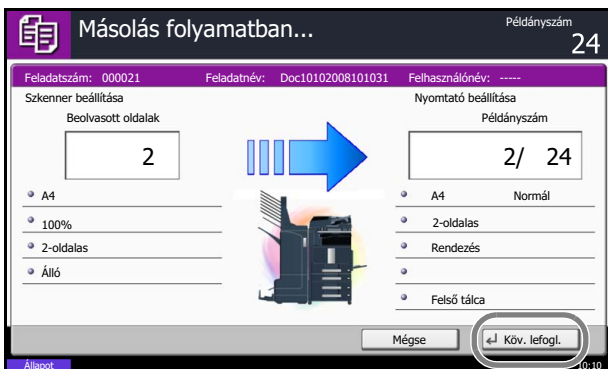 Másolás folyamatban...
Példányszám
24
Feladatszám: 000021 Feladatnév: Doc10102008101031 Felhasználónév: -----
Szkenner beállítása
Beolvasott oldalak
2
A4
100%
2-oldalas
Álló
Nyomtató beállítása
Példányszám
2/ 24
A4 Normál
2-oldalas
Rendezés
Felső tálca
Mégse
Köv. lefogl.
Állapot
10:10